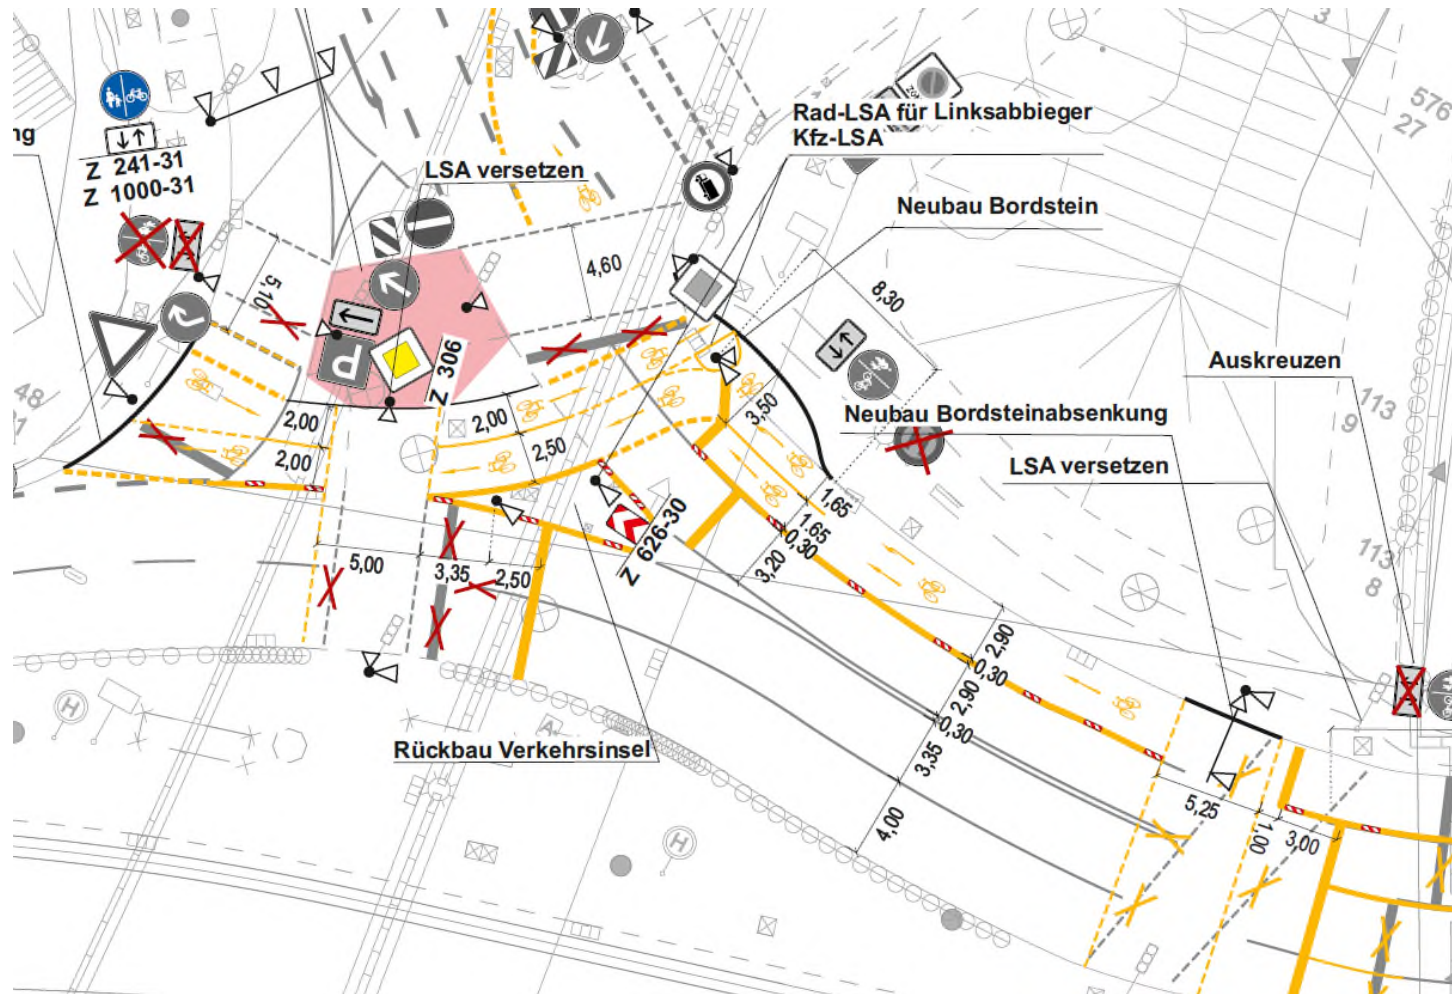 Rad-LSA für Linksabbieger
Kfz-LSA
ng
Z 241-31
Z 1000-31
LSA versetzen
Neubau Bordstein
576
27
4,60
5,10
8,30
P
Z 306
Auskreuzen
48
113
9
2,00
2,00
3,50
Neubau Bordsteinabsenkung
2,00
2,50
LSA versetzen
1,65
1.65
0,30
3,20
Z 626-30
5,00
3,35
2,50
113
8
2,90
0,30
2,90
0,30
3,35
4,00
H
Rückbau Verkehrsinsel
5,25
1,00
3,00
H